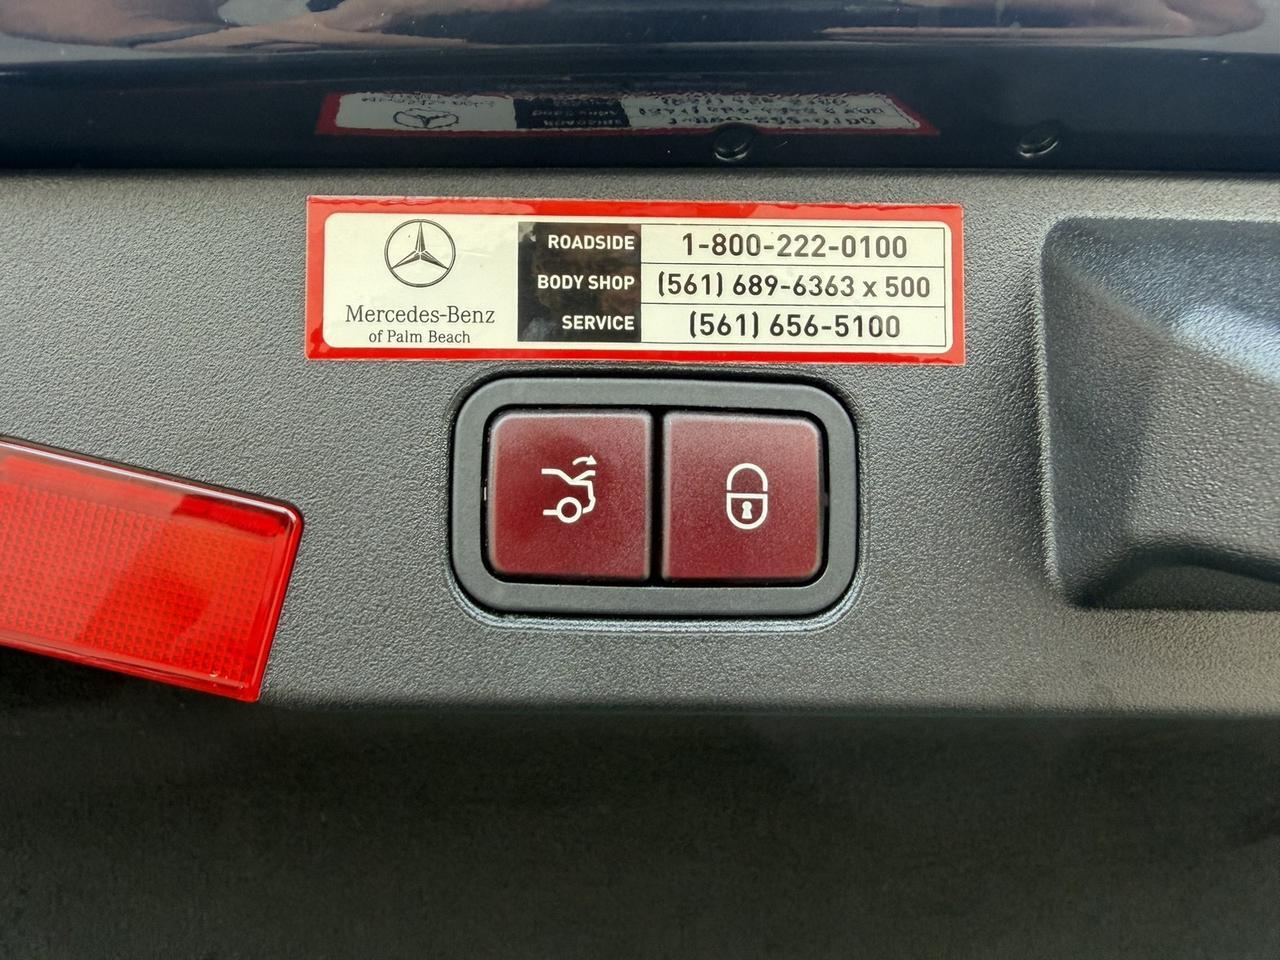 Mercedes-Benz
of Palm Beach
ROADSIDE 1-800-222-0100
BODY SHOP (561) 689-6363 x 500
SERVICE (561) 656-5100